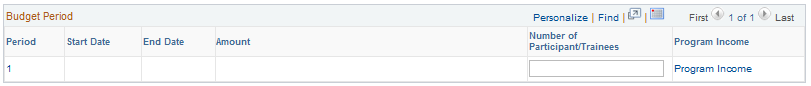 Budget Period
Personalize | Find | First 1 of 1 Last
Period Start Date End Date Amount Number of Participant/Trainees Program Income
1 Program Income